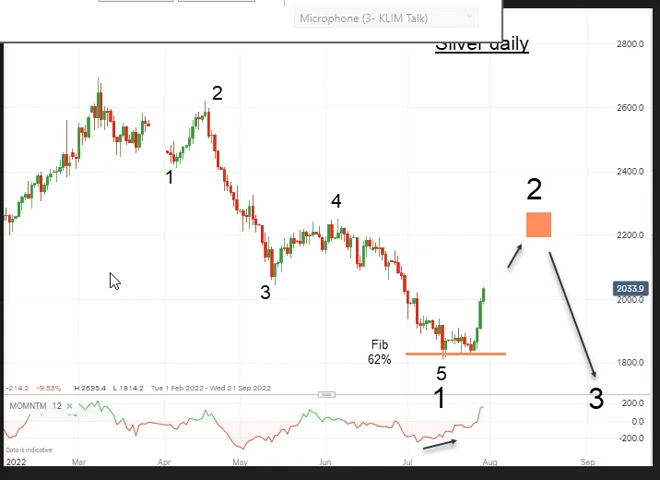 Microphone (3- KLIM Talk)
Silver daily
2800.0
2600.0
2400.0
2200.0
2033.9
2000.0
1800.0
2
1
4
3
2
Fib
62%
5
1
3
-214.2 -9.53% H 2695.4 L 1814.2 Tue 1 Feb 2022 - Wed 21 Sep 2022
MOMNTM 12 ×
200.0
0.0
-200.0
Data is indicative
2022 Mar Apr May Jun Jul Aug Sep